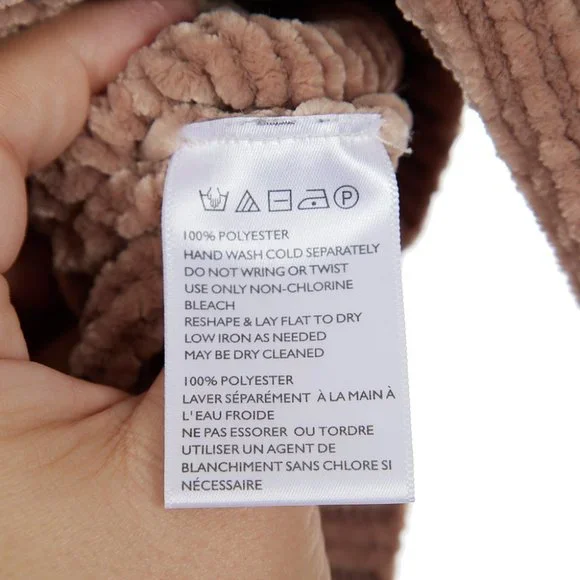 P
100% POLYESTER
HAND WASH COLD SEPARATELY
DO NOT WRING OR TWIST
USE ONLY NON-CHLORINE
BLEACH
RESHAPE & LAY FLAT TO DRY
LOW IRON AS NEEDED
MAY BE DRY CLEANED
100% POLYESTER
LAVER SÉPARÉMENT À LA MAIN À
L'EAU FROIDE
NE PAS ESSORER OU TORDRE
UTILISER UN AGENT DE
BLANCHIMENT SANS CHLORE SI
NÉCESSAIRE